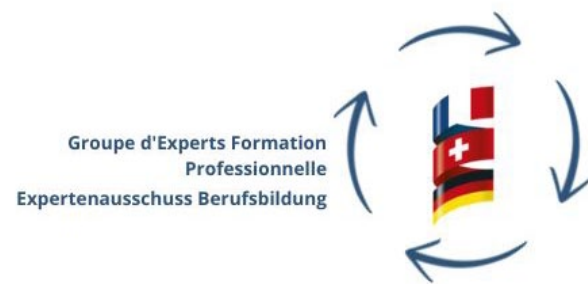 Groupe d'Experts Formation
Professionnelle
Expertenausschuss Berufsbildung